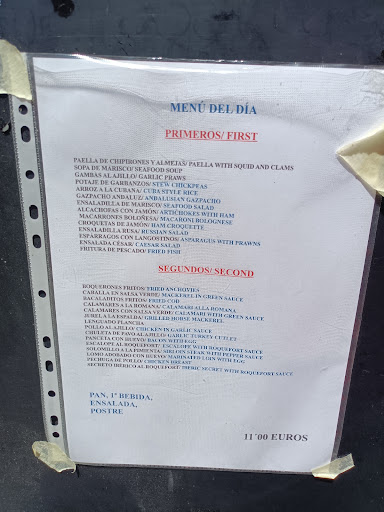 MENÚ DEL DÍA
PRIMEROS/ FIRST
PAELLA DE CHIPIRONES Y ALMEJAS/ PAELLA WITH SQUID AND CLAMS
SOPA DE MARISCO/ SEAFOOD SOUP
GAMBAS AL AJILLO/ GARLIC PRAWS
POTAJE DE GARBANZOS/ STEW CHICKPEAS
ARROZ A LA CUBANA/ CUBA STYLE RICE
GAZPACHO ANDALUZ/ ANDALUSIAN GAZPACHO
ENSALADILLA DE MARISCO/ SEAFOOD SALAD
ALCACHOFAS CON JAMÓN/ ARTICHOKES WITH HAM
MACARRONES BOLOÑESA/ MACARONI BOLOGNESE
CROQUETAS DE JAMÓN/ HAM CROQUETTE
ENSALADILLA RUSA/ RUSSIAN SALAD
ESPARRAGOS CON LANGOSTINOS/ ASPARAGUS WITH PRAWNS
ENSALADA CÉSAR/ CAESAR SALAD
FRITURA DE PESCADO/ FRIED FISH
SEGUNDOS/ SECOND
BOQUERONES FRITOS/ FRIED ANCHOVIES
CABALLA EN SALSA VERDE/ MACKEREL IN GREEN SAUCE
BACALADITOS FRITOS/ FRIED COD
CALAMARES A LA ROMANA/ CALAMARI ALLA ROMANA
CALAMARES CON SALSA VERDE/ CALAMARI WITH GREEN SAUCE
JUREL A LA ESPALDA/ GRILLED HORSE MACKEREL
LENGUADO PLANCHA
POLLO AL AJILLO/ CHICKEN IN GARLIC SAUCE
CHULETA DE PAVO AL AJILLO/ GARLIC TURKEY CUTLET
PANCETA CON HUEVO/ BACON WITH EGG
ESCALOPE AL ROQUEFORT/ ESCALOPE WITH ROQUEFORT SAUCE
SOLOMILLO A LA PIMIENTA/ SIRLOIN STEAK WITH PEPPER SAUCE
LOMO ADOBADO CON HUEVO/ MARINATED LOIN WITH EGG
PECHUGA DE POLLO/ CHICKEN BREAST
SECRETO IBÉRICO AL ROQUEFORT/ IBERIC SECRET WITH ROQUEFORT SAUCE
PAN, 1ª BEBIDA,
ENSALADA,
POSTRE
11´00 EUROS